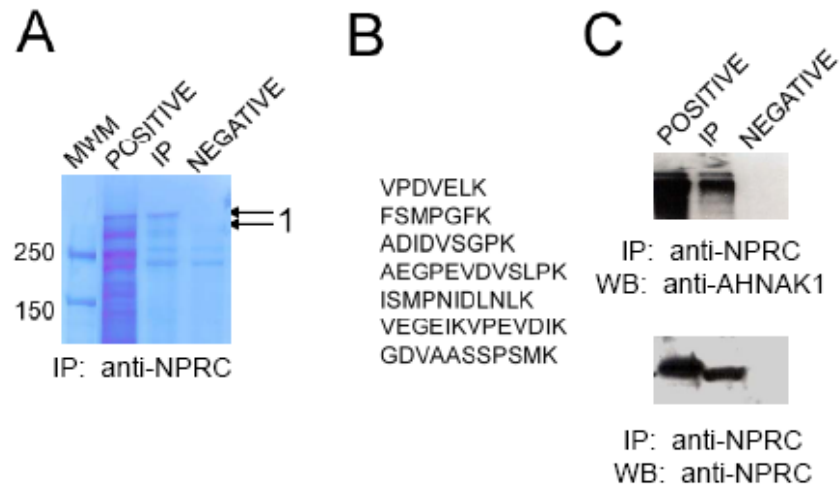 A
MWM
POSITIVE
IP
NEGATIVE
1
250
150
IP: anti-NPRC
B
VPDVELK
FSMPGFK
ADIDVSGPK
AEGPEVDVSLPK
ISMPNIDLNLK
VEGEIKVPEVDIK
GDVAASSPSMK
C
POSITIVE
IP
NEGATIVE
IP: anti-NPRC
WB: anti-AHNAK1
IP: anti-NPRC
WB: anti-NPRC